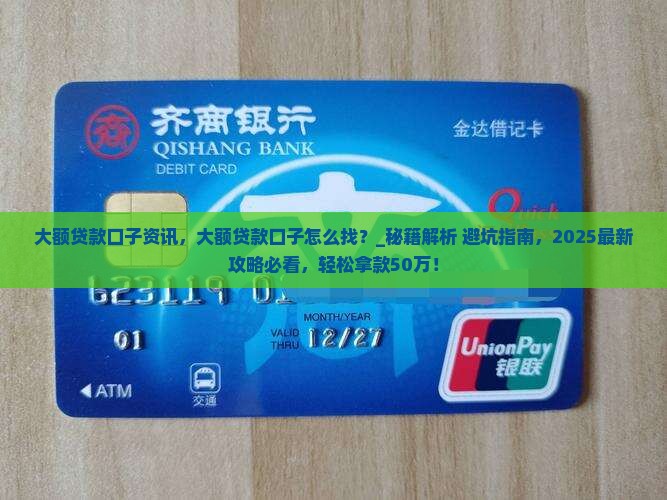 齐商银行
QISHANG BANK
DEBIT CARD
金达借记卡
Quick
大额贷款口子资讯，大额贷款口子怎么找？_秘籍解析 避坑指南，2025最新
攻略必看，轻松拿款50万！
623119 01
MONTH/YEAR
01
VALID THRU 12/27
ATM
交通
UnionPay
银联